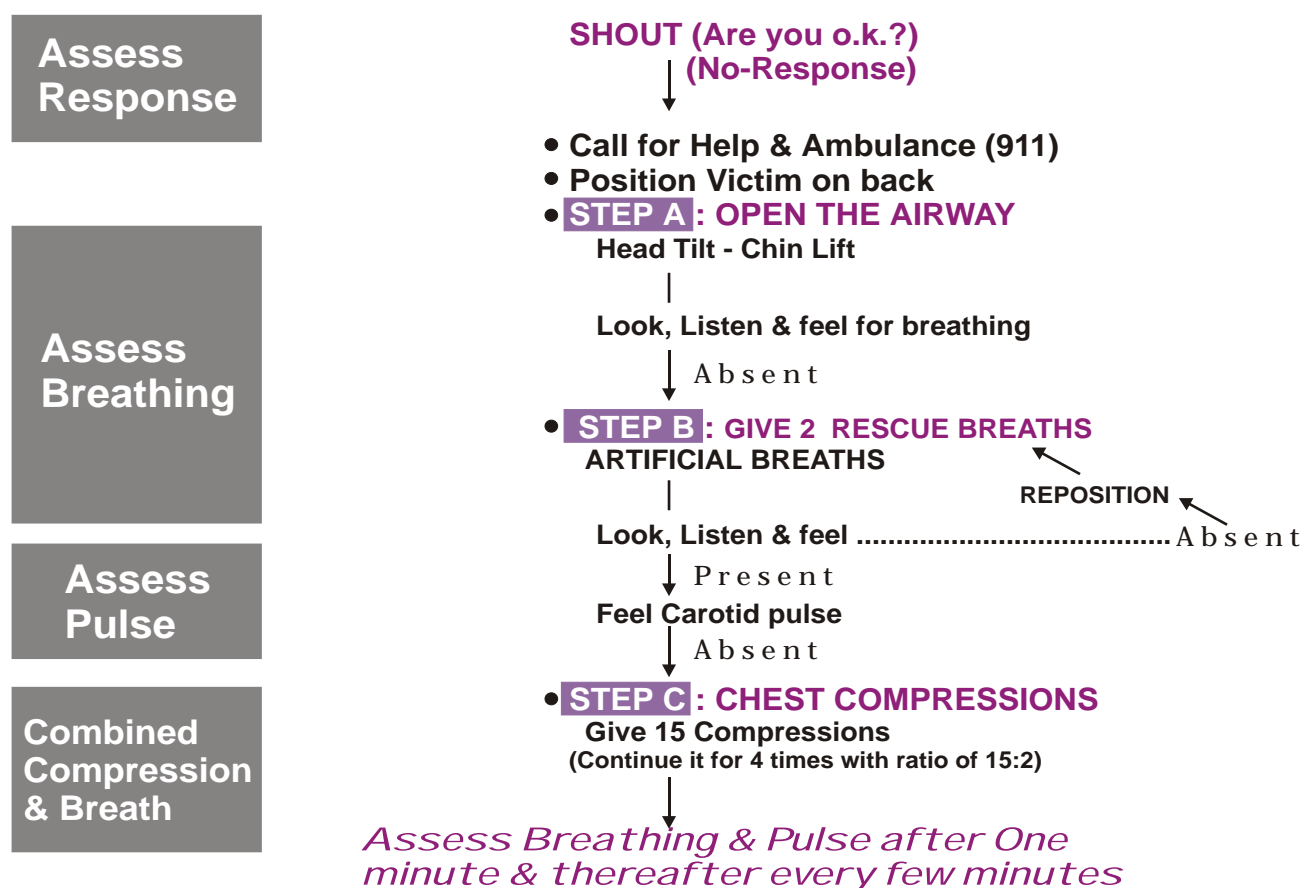 Assess
Response
SHOUT (Are you o.k.?)
(No-Response)
• Call for Help & Ambulance (911)
• Position Victim on back
• STEP A : OPEN THE AIRWAY
Head Tilt - Chin Lift
Assess
Breathing
Look, Listen & feel for breathing
Absent
• STEP B : GIVE 2 RESCUE BREATHS
ARTIFICIAL BREATHS
REPOSITION
Look, Listen & feel ....................................... Absent
Assess
Pulse
Present
Feel Carotid pulse
Absent
• STEP C : CHEST COMPRESSIONS
Give 15 Compressions
(Continue it for 4 times with ratio of 15:2)
Combined
Compression
& Breath
Assess Breathing & Pulse after One
minute & thereafter every few minutes